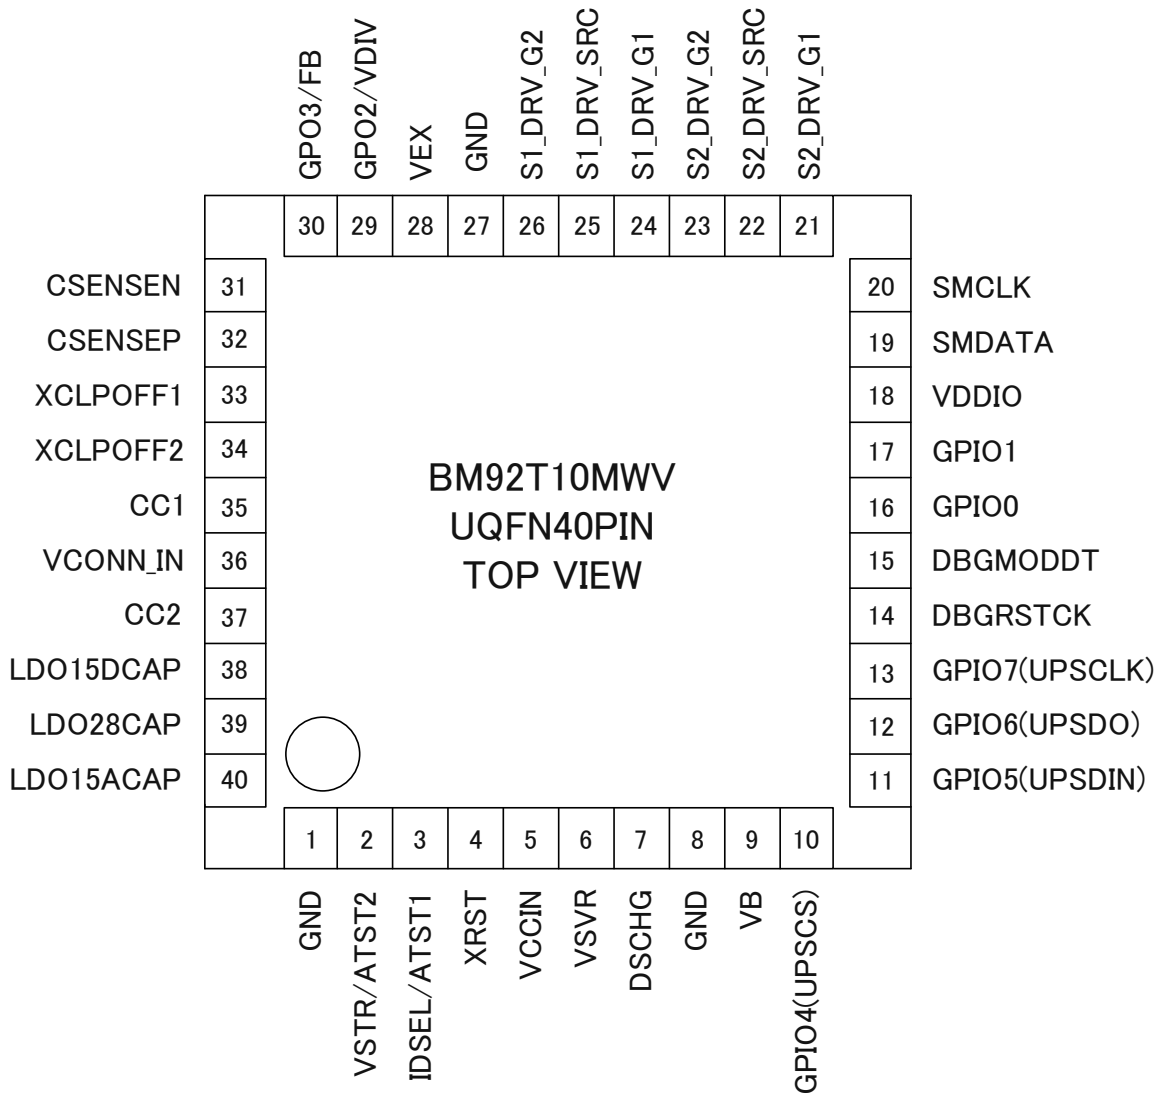 GPO3/FB
GPO2/VDIV
VEX
GND
S1_DRV_G2
S1_DRV_SRC
S1_DRV_G1
S2_DRV_G2
S2_DRV_SRC
S2_DRV_G1
30 29 28 27 26 25 24 23 22 21
CSENSEN 31
CSENSEP 32
XCLPOFF1 33
XCLPOFF2 34
CC1 35
VCONN_IN 36
CC2 37
LDO15DCAP 38
LDO28CAP 39
LDO15ACAP 40
BM92T10MWV
UQFN40PIN
TOP VIEW
20 SMCLK
19 SMDATA
18 VDDIO
17 GPIO1
16 GPIO0
15 DBGMODDT
14 DBGRSTCK
13 GPIO7(UPSCLK)
12 GPIO6(UPSDO)
11 GPIO5(UPSDIN)
1 2 3 4 5 6 7 8 9 10
GND
VSTR/ATST2
IDSEL/ATST1
XRST
VCCIN
VSVR
DSCHG
GND
VB
GPIO4(UPSCS)